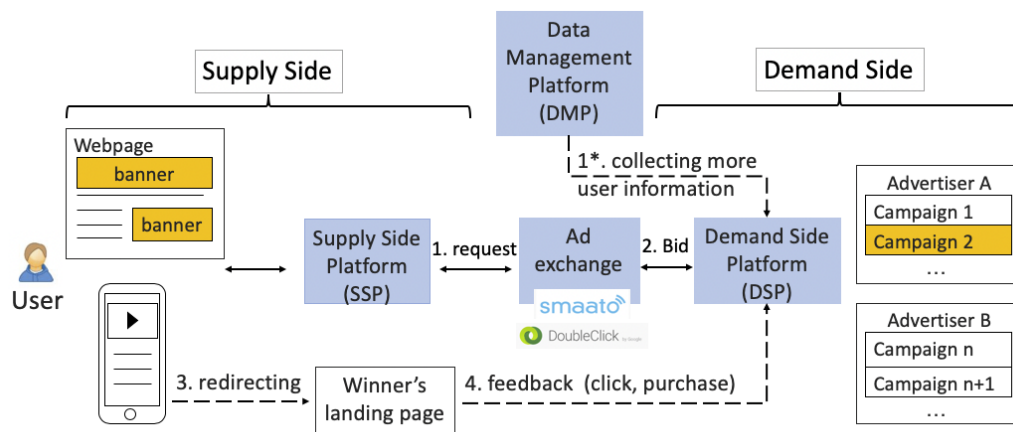 Supply Side
Data
Management
Platform
(DMP)
Demand Side
Webpage
banner
banner
User
1*. collecting more
user information
Supply Side
Platform
(SSP)
1. request
Ad
exchange
smaato
DoubleClick
by Google
2. Bid
Demand Side
Platform
(DSP)
Advertiser A
Campaign 1
Campaign 2
...
Advertiser B
Campaign n
Campaign n+1
...
3. redirecting
Winner's
landing page
4. feedback (click, purchase)